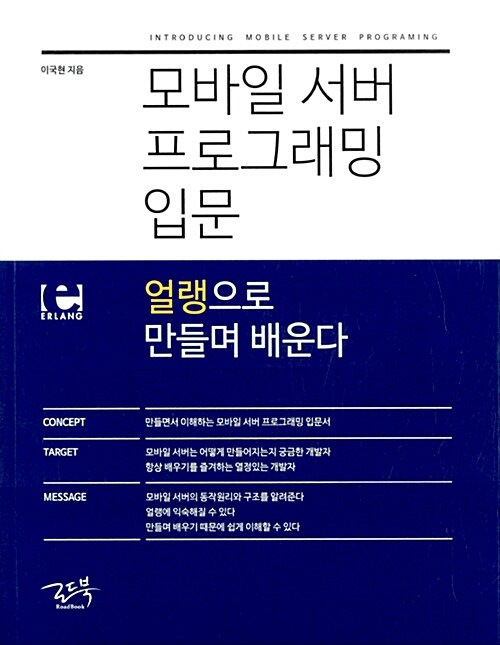 INTRODUCING MOBILE SERVER PROGRAMING
이국현 지음
모바일 서버
프로그래밍
입문
e
ERLANG
얼랭으로
만들며 배운다
CONCEPT 만들면서 이해하는 모바일 서버 프로그래밍 입문서
TARGET 모바일 서버는 어떻게 만들어지는지 궁금한 개발자
항상 배우기를 즐겨하는 열정있는 개발자
MESSAGE 모바일 서버의 동작원리와 구조를 알려준다
얼랭에 익숙해질 수 있다
만들며 배우기 때문에 쉽게 이해할 수 있다
로드북
RoadBook